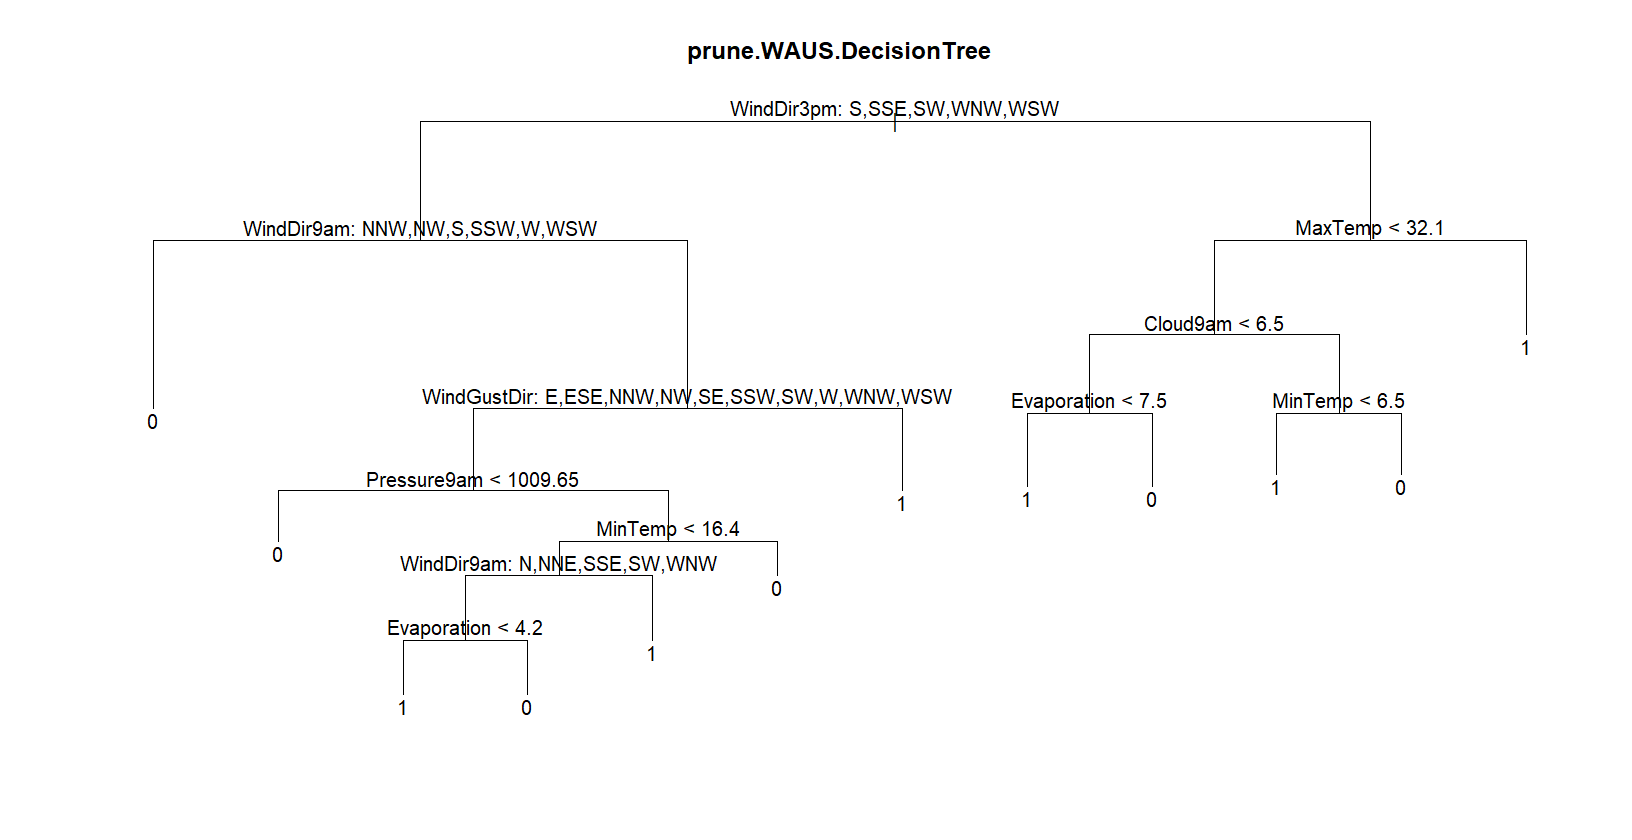 prune.WAUS.DecisionTree
WindDir3pm: S,SSE,SW,WNW,WSW
WindDir9am: NNW,NW,S,SSW,W,WSW
MaxTemp < 32.1
Cloud9am < 6.5
1
WindGustDir: E,ESE,NNW,NW,SE,SSW,SW,W,WNW,WSW
Evaporation < 7.5
MinTemp < 6.5
0
Pressure9am < 1009.65
1
1
0
1
0
MinTemp < 16.4
0
WindDir9am: N,NNE,SSE,SW,WNW
0
Evaporation < 4.2
1
1
0